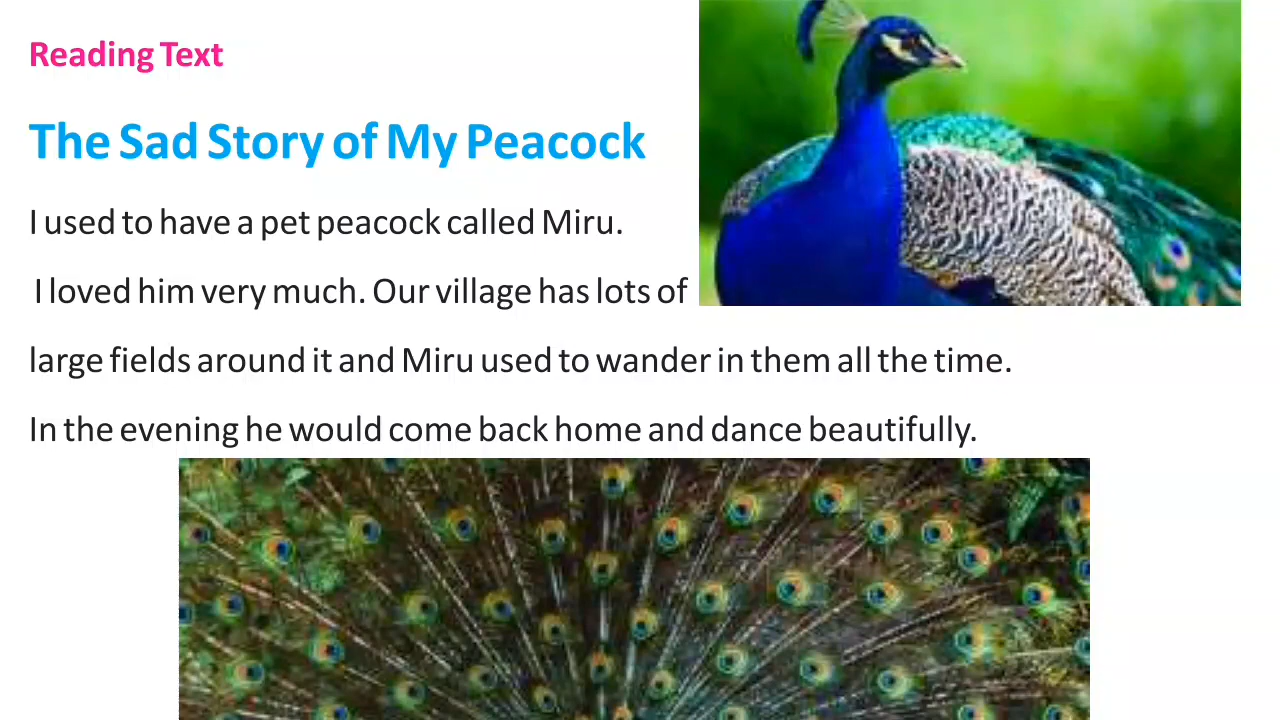 Reading Text
The Sad Story of My Peacock
I used to have a pet peacock called Miru.
I loved him very much. Our village has lots of
large fields around it and Miru used to wander in them all the time.
In the evening he would come back home and dance beautifully.